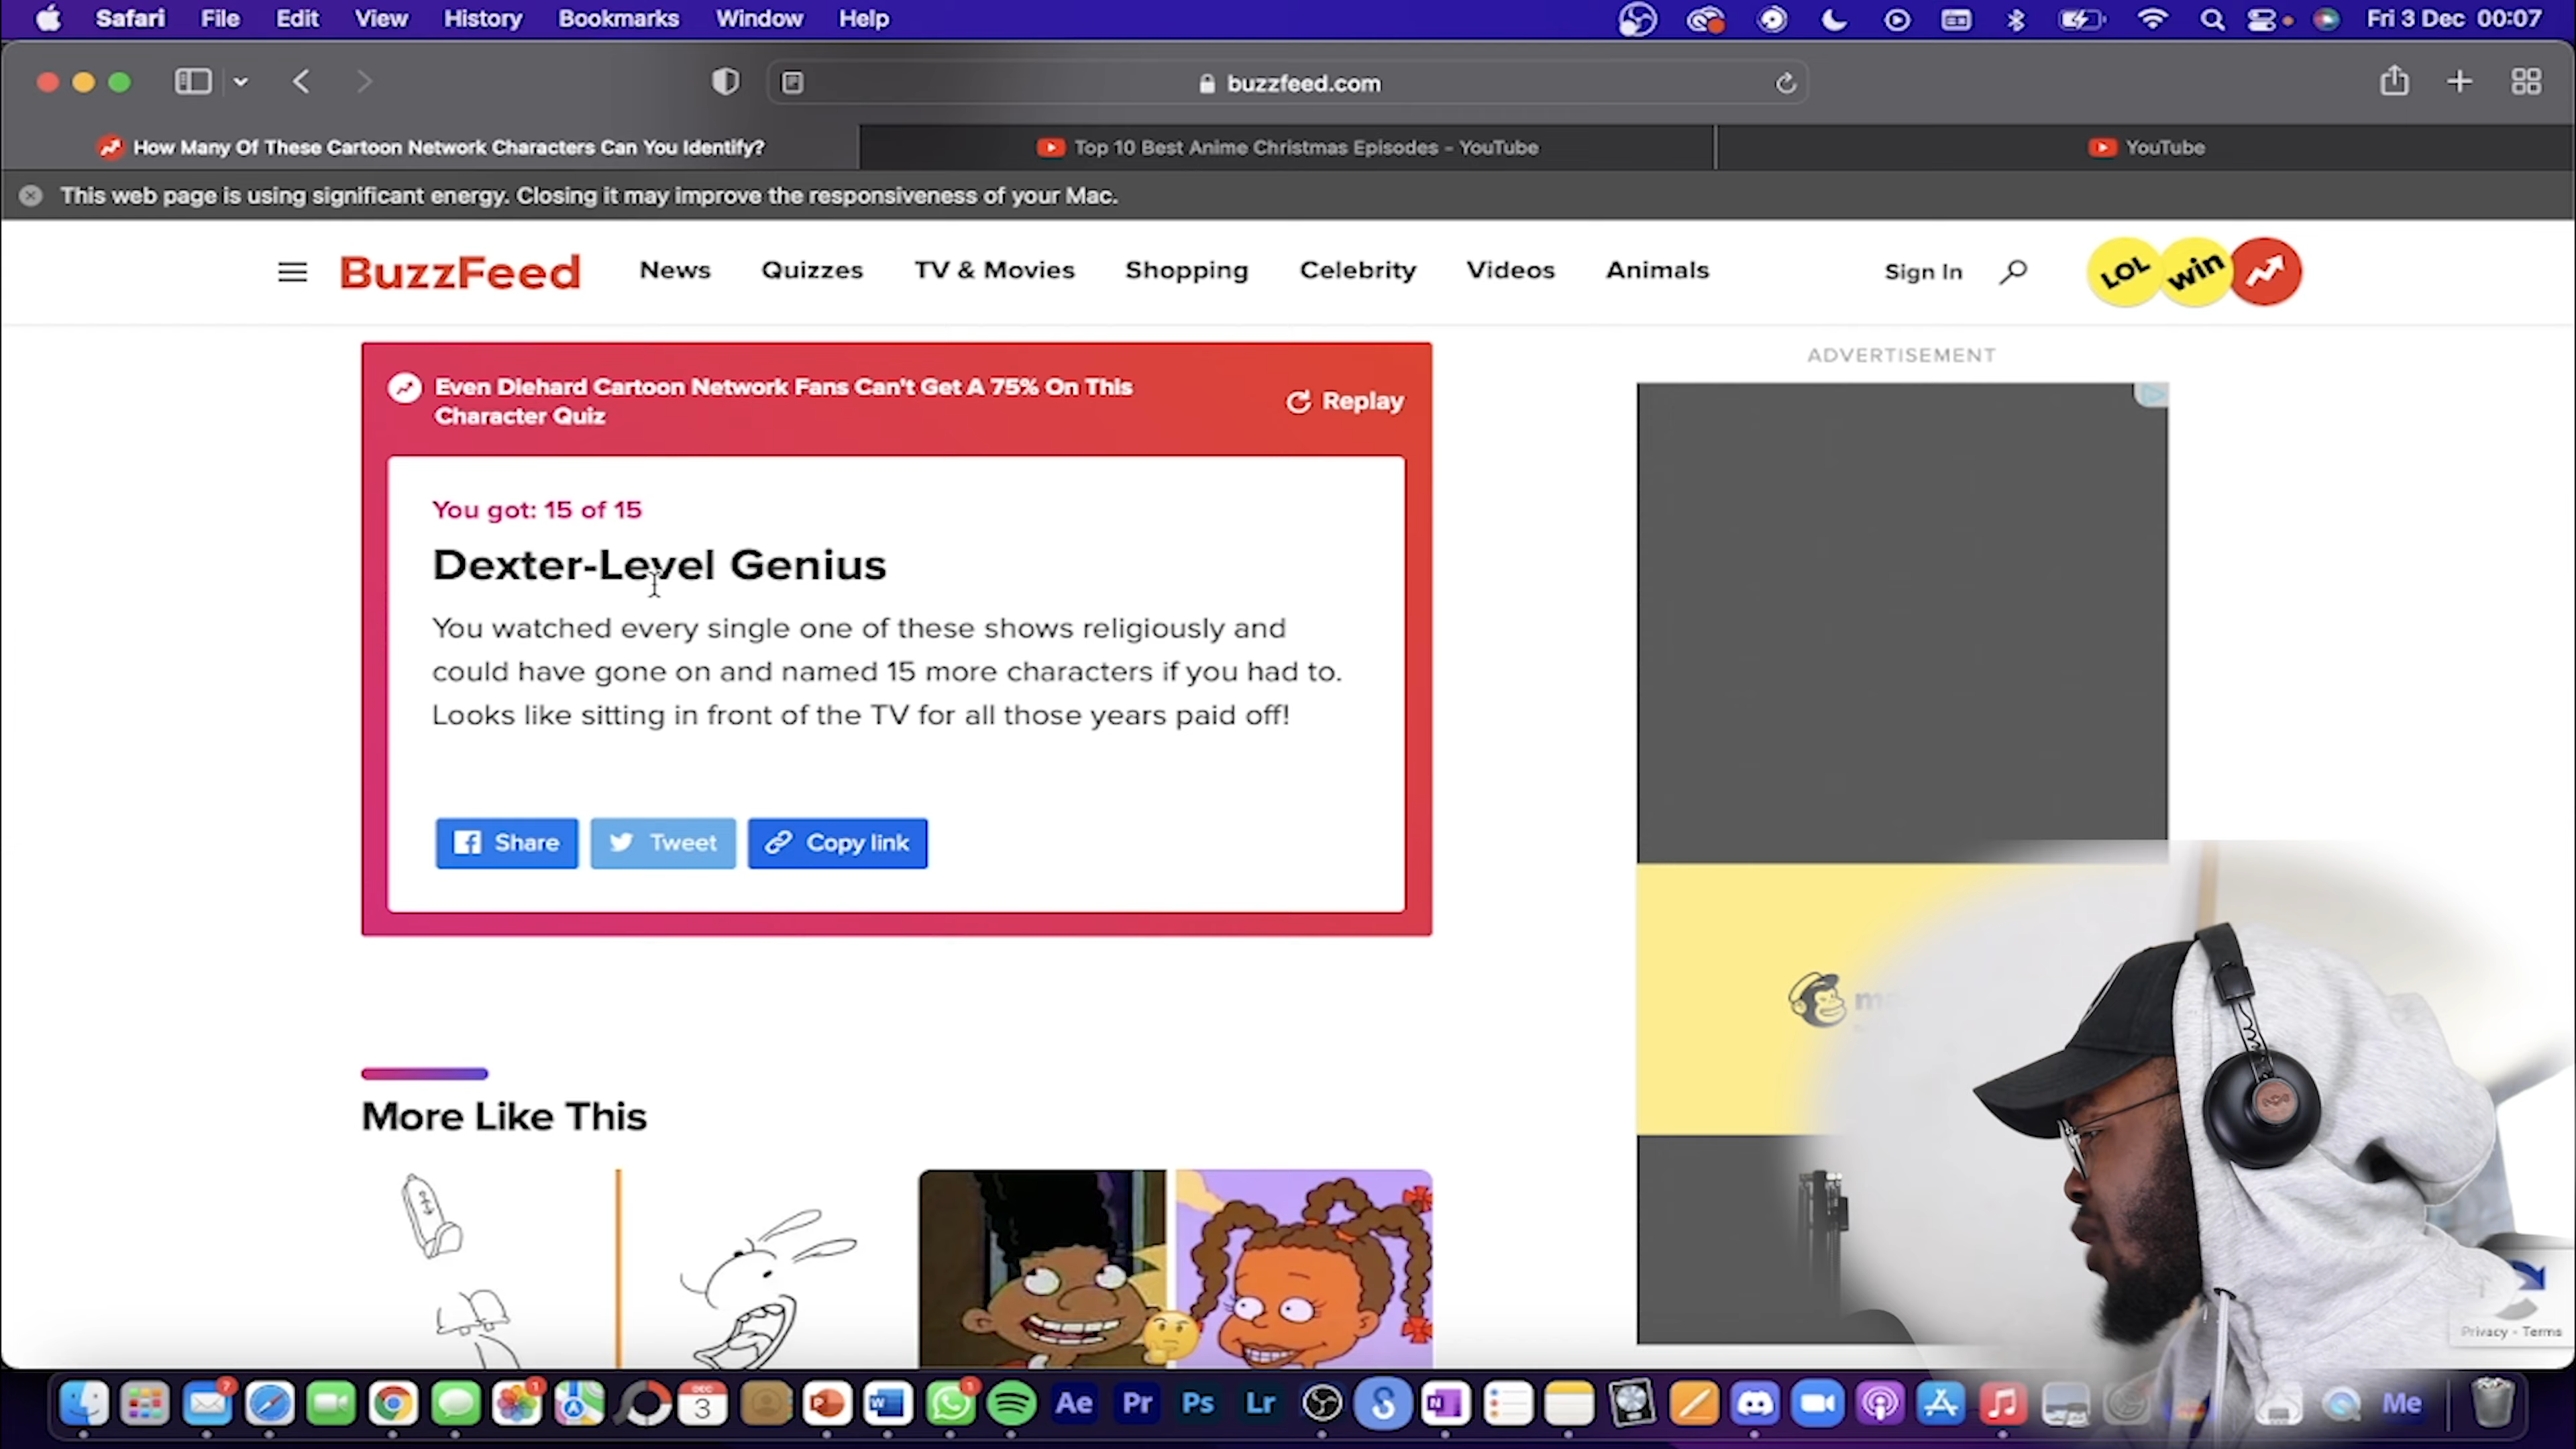 Safari File Edit View History Bookmarks Window Help Fri 3 Dec 00:07
buzzfeed.com
How Many Of These Cartoon Network Characters Can You Identify? Top 10 Best Anime Christmas Episodes - YouTube YouTube
This web page is using significant energy. Closing it may improve the responsiveness of your Mac.
BuzzFeed News Quizzes TV & Movies Shopping Celebrity Videos Animals Sign In LOL win
ADVERTISEMENT
Even Diehard Cartoon Network Fans Can't Get A 75% On This
Character Quiz
Replay
You got: 15 of 15
Dexter-Level Genius
You watched every single one of these shows religiously and
could have gone on and named 15 more characters if you had to.
Looks like sitting in front of the TV for all those years paid off!
Share Tweet Copy link
More Like This
Privacy - Terms
7 1 DEC 3 1 Ae Pr Ps Lr Me